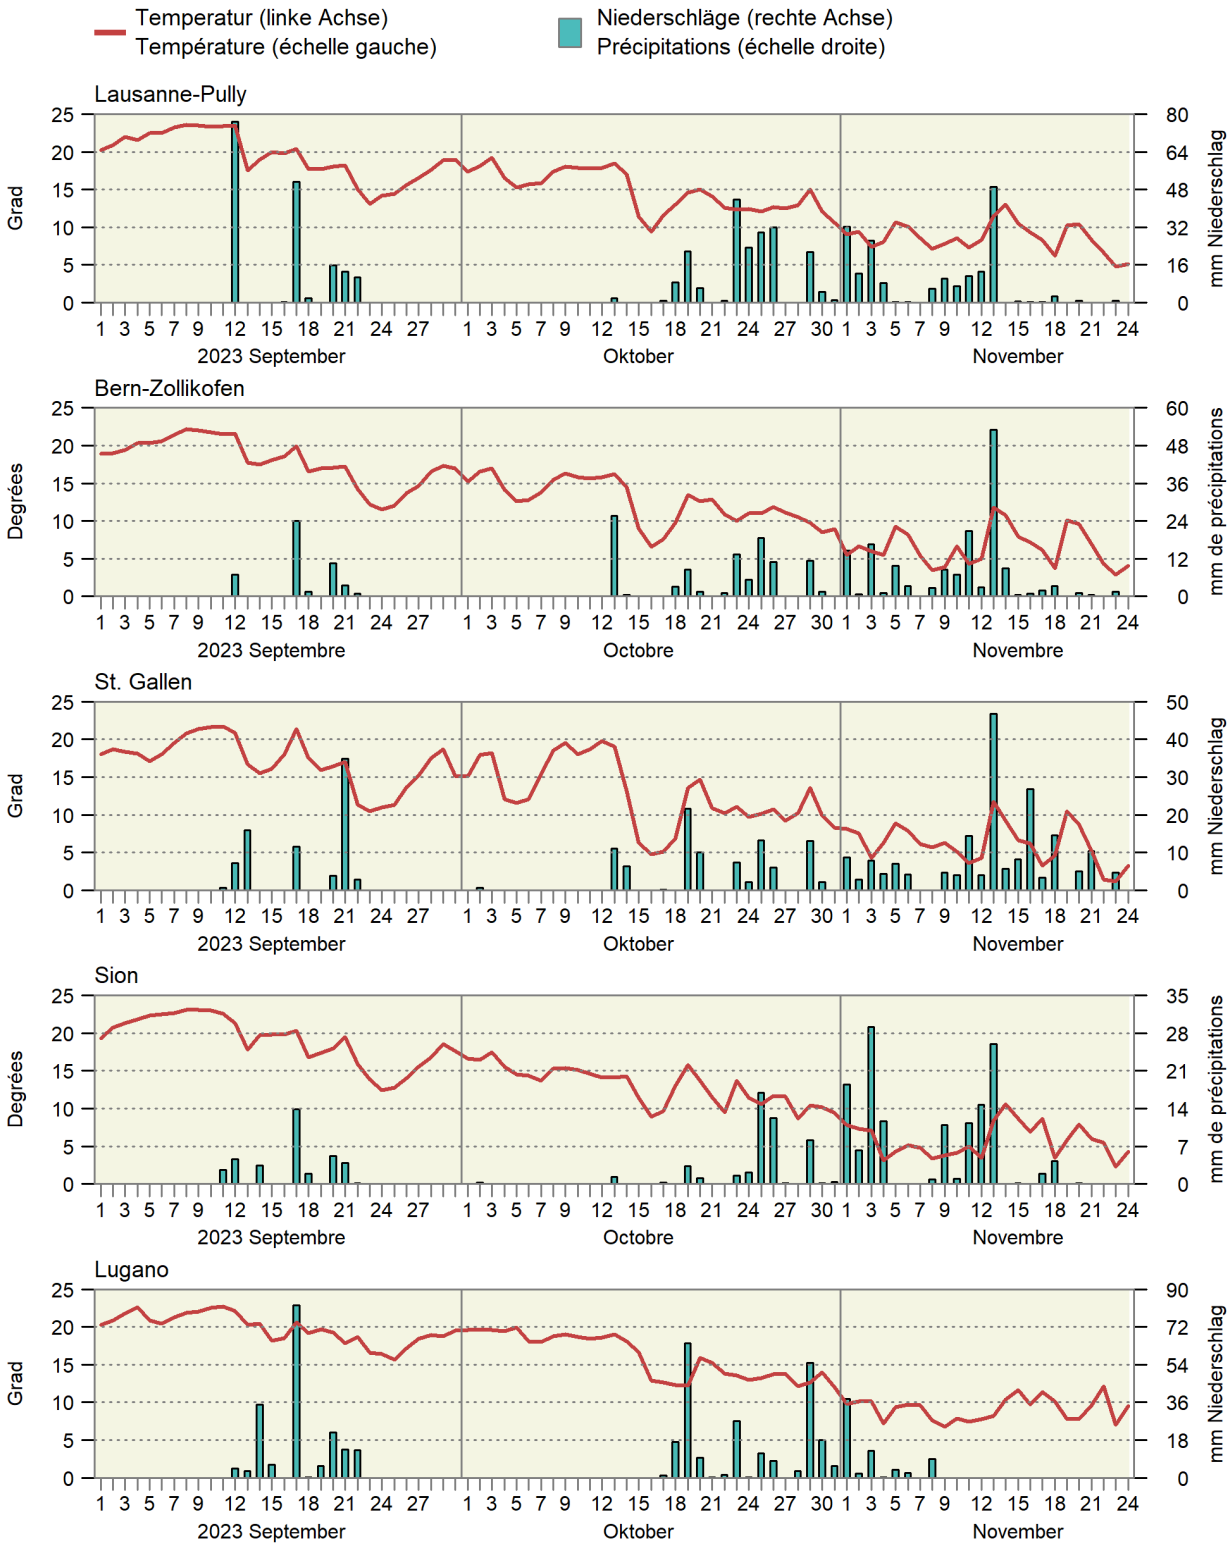 Temperatur (linke Achse)
Température (échelle gauche)
Niederschläge (rechte Achse)
Précipitations (échelle droite)
Lausanne-Pully
25 20 15 10 5 0
Grad
80 64 48 32 16 0
mm Niederschlag
1 3 5 7 9 12 15 18 21 24 27 1 3 5 7 9 12 15 18 21 24 27 30 1 3 5 7 9 12 15 18 21 24
2023 September Oktober November
Bern-Zollikofen
25 20 15 10 5 0
Degrées
60 48 36 24 12 0
mm de précipitations
1 3 5 7 9 12 15 18 21 24 27 1 3 5 7 9 12 15 18 21 24 27 30 1 3 5 7 9 12 15 18 21 24
2023 Septembre Octobre Novembre
St. Gallen
25 20 15 10 5 0
Grad
50 40 30 20 10 0
mm Niederschlag
1 3 5 7 9 12 15 18 21 24 27 1 3 5 7 9 12 15 18 21 24 27 30 1 3 5 7 9 12 15 18 21 24
2023 September Oktober November
Sion
25 20 15 10 5 0
Degrées
35 28 21 14 7 0
mm de précipitations
1 3 5 7 9 12 15 18 21 24 27 1 3 5 7 9 12 15 18 21 24 27 30 1 3 5 7 9 12 15 18 21 24
2023 Septembre Octobre Novembre
Lugano
25 20 15 10 5 0
Grad
90 72 54 36 18 0
mm Niederschlag
1 3 5 7 9 12 15 18 21 24 27 1 3 5 7 9 12 15 18 21 24 27 30 1 3 5 7 9 12 15 18 21 24
2023 September Oktober November